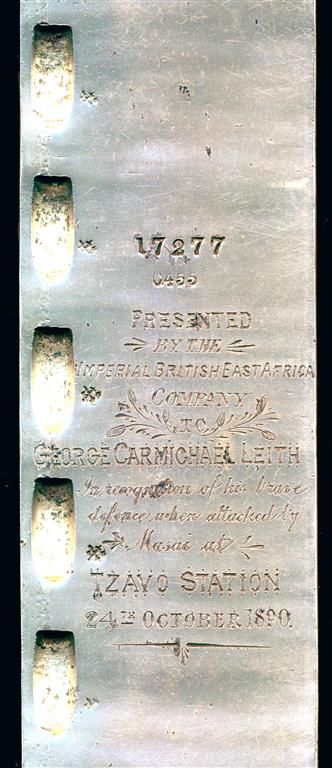 17277
C455
PRESENTED
BY THE
IMPERIAL BRITISH EAST AFRICA
COMPANY
TO
GEORGE CARMICHAEL LEITH
In recognition of his brave
defence when attacked by
Masai at
TZAVO STATION
24TH OCTOBER 1890.